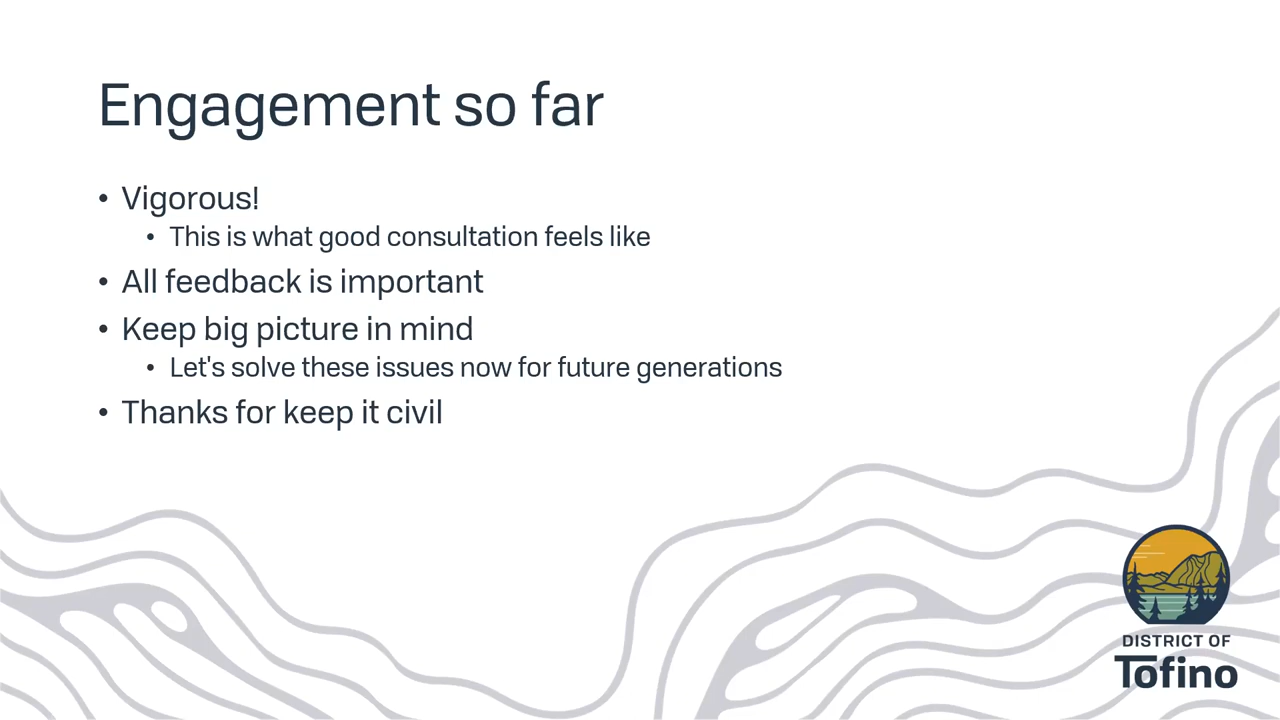 Engagement so far
• Vigorous!
• This is what good consultation feels like
• All feedback is important
• Keep big picture in mind
• Let's solve these issues now for future generations
• Thanks for keep it civil
DISTRICT OF
Tofino